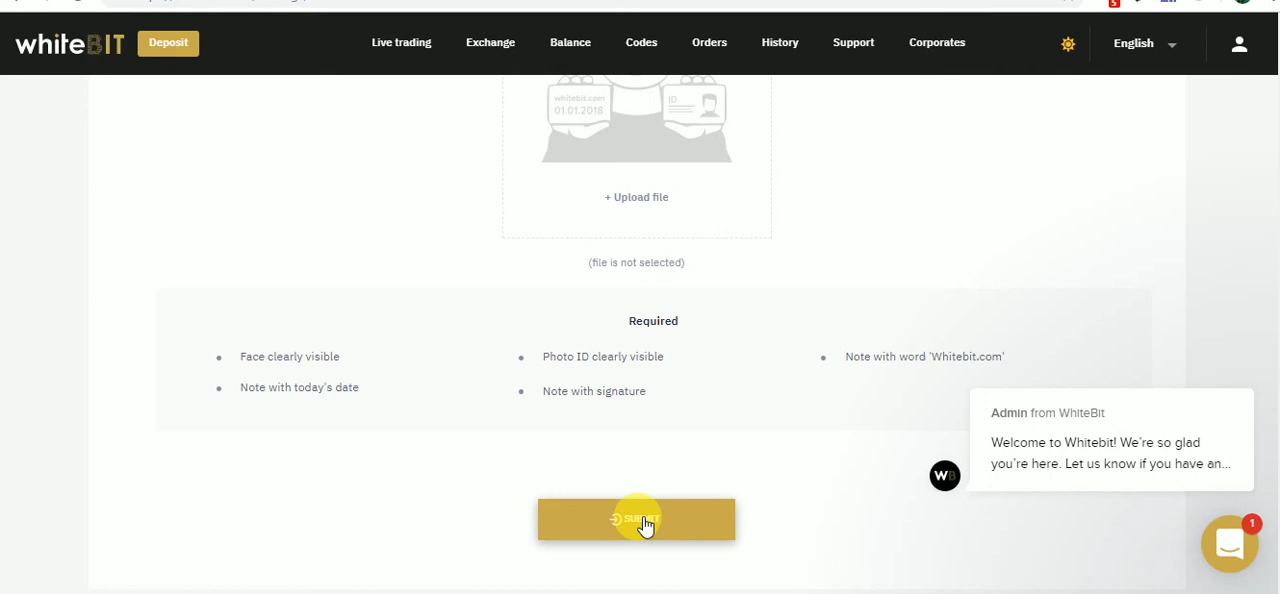 whiteBIT Deposit Live trading Exchange Balance Codes Orders History Support Corporates English
whitebit.com ID
01.01.2018
+ Upload file
(file is not selected)
Required
Face clearly visible Photo ID clearly visible Note with word 'Whitebit.com'
Note with today's date Note with signature
Admin from WhiteBit
Welcome to Whitebit! We're so glad
you're here. Let us know if you have an...
WB
SUBMIT
1